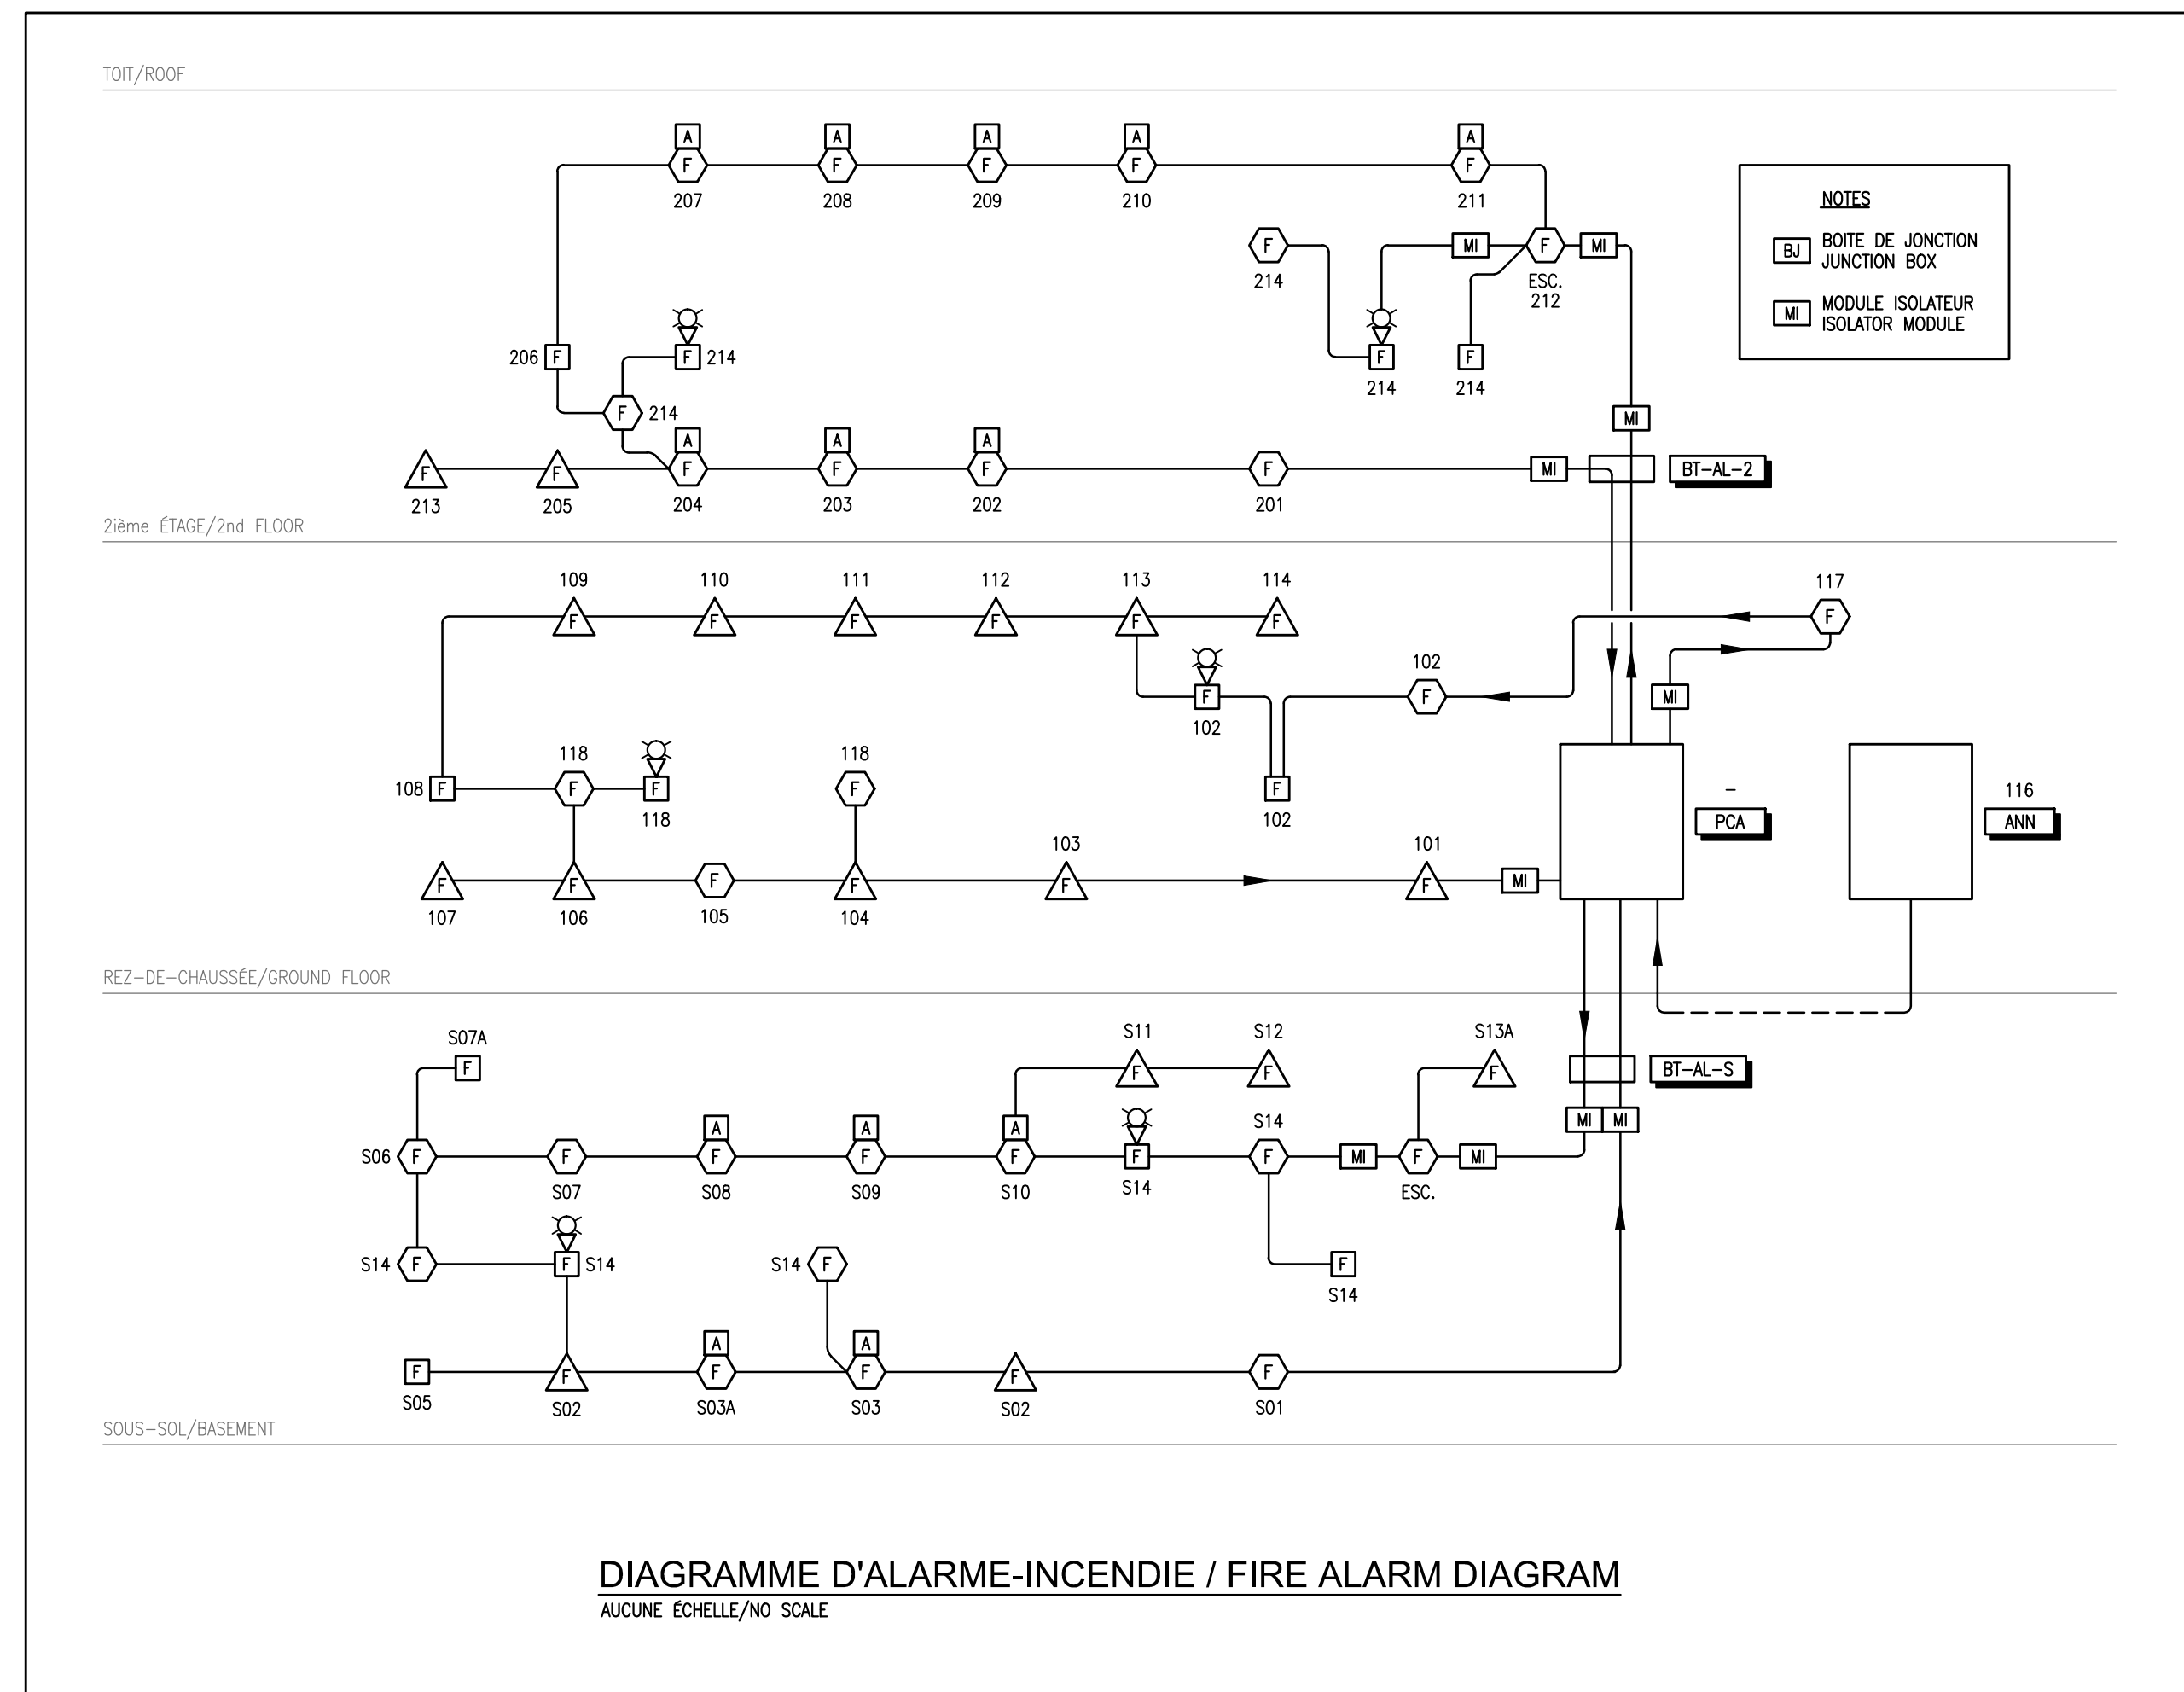 TOIT/ROOF
A A A A A
F F F F F
207 208 209 210 211
NOTES
BJ BOITE DE JONCTION
JUNCTION BOX
MI MODULE ISOLATEUR
ISOLATOR MODULE
F MI F MI
214 ESC.
212
206 F F 214 F F
214 214
F 214
MI
A A A
F F F F F F MI BT-AL-2
213 205 204 203 202 201
2ième ÉTAGE/2nd FLOOR
109 110 111 112 113 114 117
F F F F F F F
102
F F MI
102
118 118
108 F F F F F
118 102
- 116
PCA ANN
103 101
F F F F F F MI
107 106 105 104
REZ-DE-CHAUSSÉE/GROUND FLOOR
S07A S11 S12 S13A
F F F F BT-AL-S
A A A S14 MI MI
S06 F F F F F F F MI F MI
S07 S08 S09 S10 S14 ESC.
S14 F F S14 S14 F F
S14
A A
F F F F F F
S05 S02 S03A S03 S02 S01
SOUS-SOL/BASEMENT
DIAGRAMME D'ALARME-INCENDIE / FIRE ALARM DIAGRAM
AUCUNE ÉCHELLE/NO SCALE